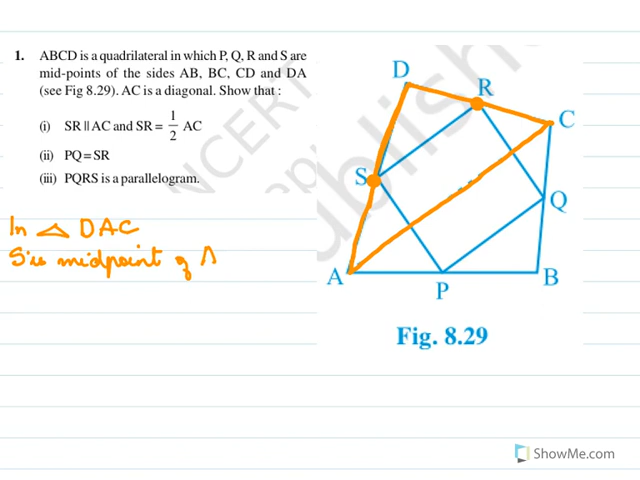 1. ABCD is a quadrilateral in which P, Q, R and S are
mid-points of the sides AB, BC, CD and DA
(see Fig 8.29). AC is a diagonal. Show that :
(i) SR || AC and SR = 1/2 AC
(ii) PQ = SR
(iii) PQRS is a parallelogram.
In △ DAC
S is midpoint of A
D
R
C
S
Q
A
P
B
Fig. 8.29
NCERT
ShowMe.com